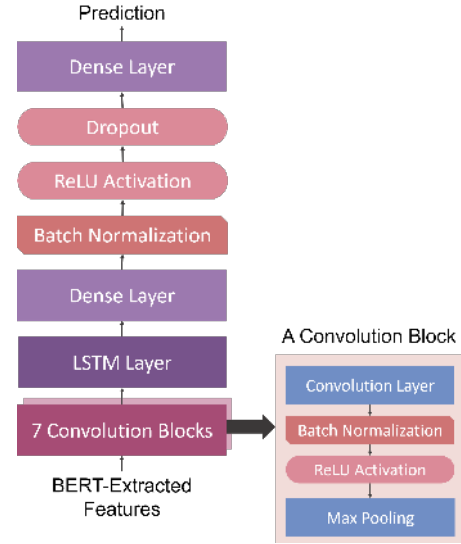 Prediction
Dense Layer
Dropout
ReLU Activation
Batch Normalization
Dense Layer
LSTM Layer
7 Convolution Blocks
BERT-Extracted
Features
A Convolution Block
Convolution Layer
Batch Normalization
ReLU Activation
Max Pooling